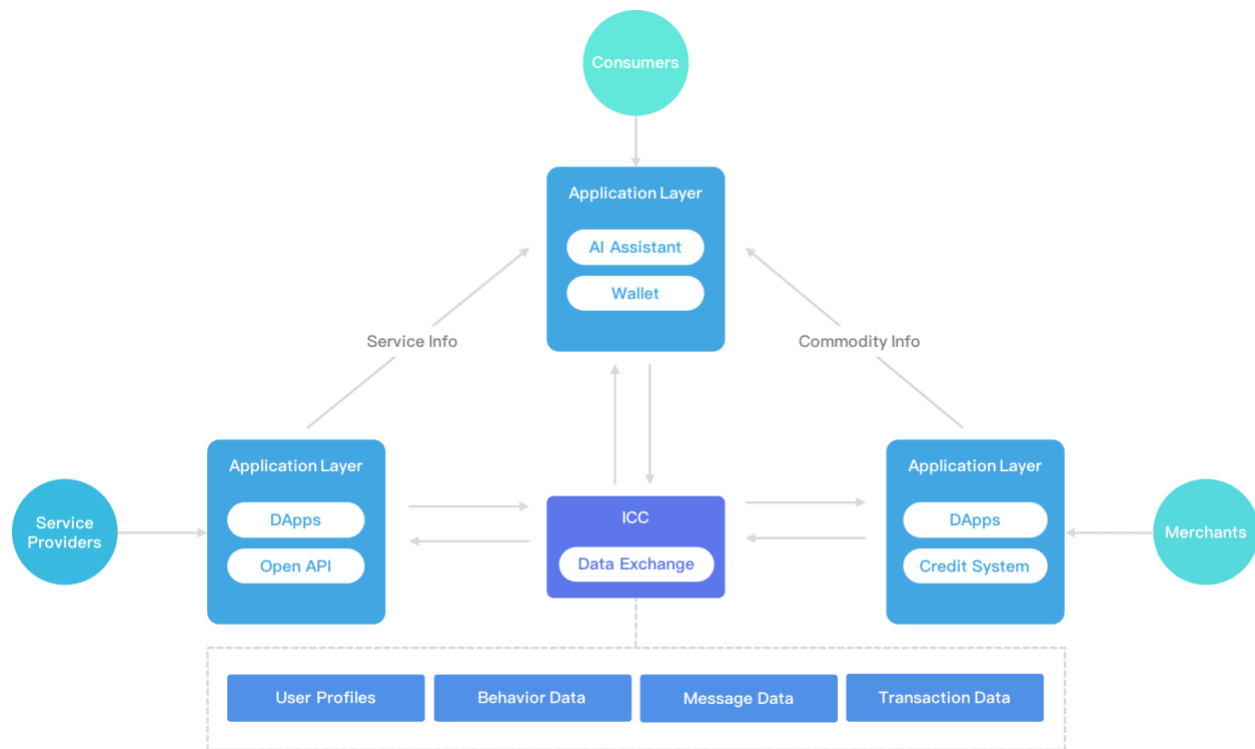 Consumers
Application Layer
AI Assistant
Wallet
Service Info
Commodity Info
Application Layer
DApps
Open API
Service
Providers
ICC
Data Exchange
Application Layer
DApps
Credit System
Merchants
User Profiles
Behavior Data
Message Data
Transaction Data